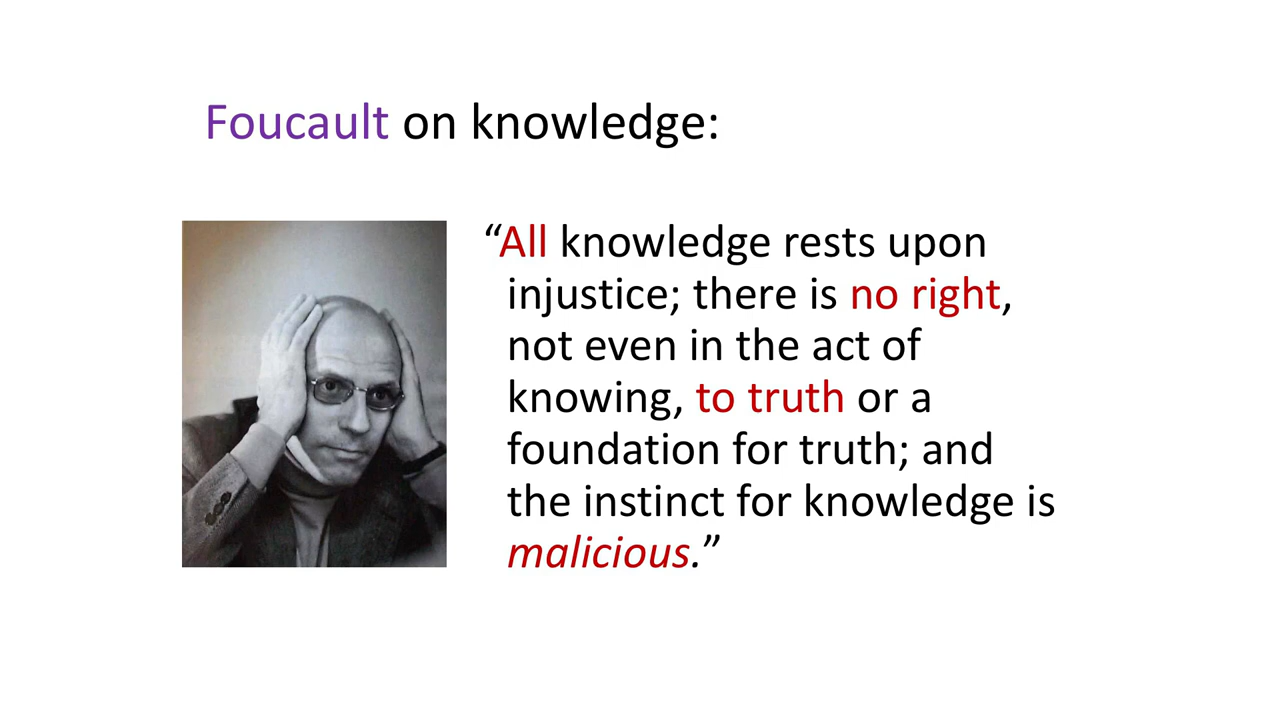 Foucault on knowledge:
“All knowledge rests upon
injustice; there is no right,
not even in the act of
knowing, to truth or a
foundation for truth; and
the instinct for knowledge is
malicious.”